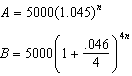 A = 5000(1.045)^n
B = 5000(1 + .046/4)^4n